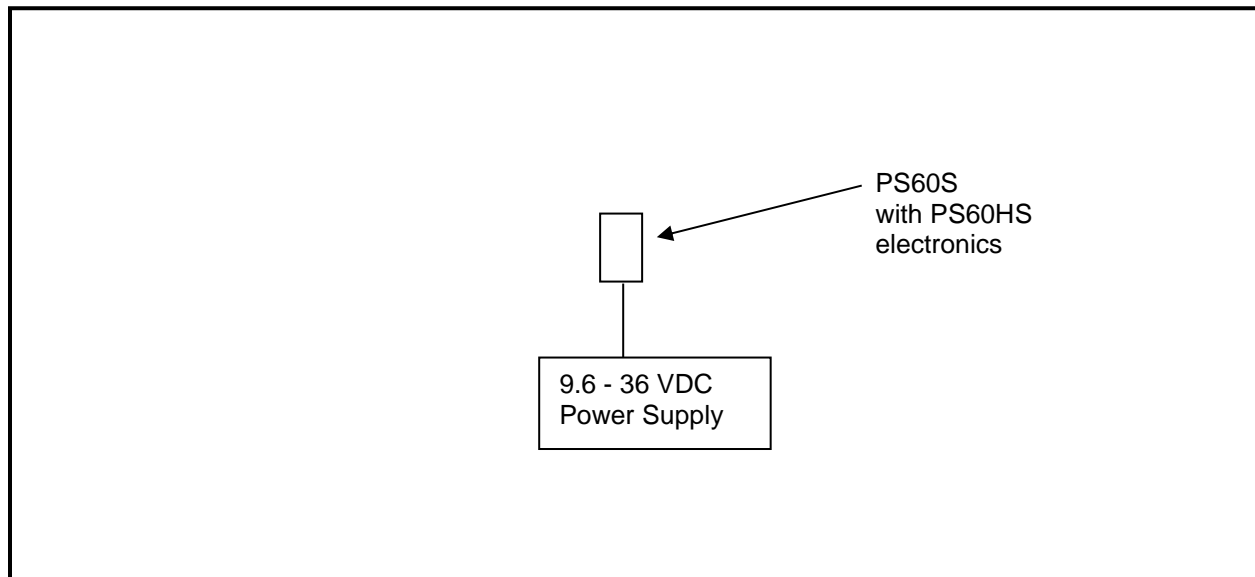 PS60S
with PS60HS
electronics
9.6 - 36 VDC
Power Supply